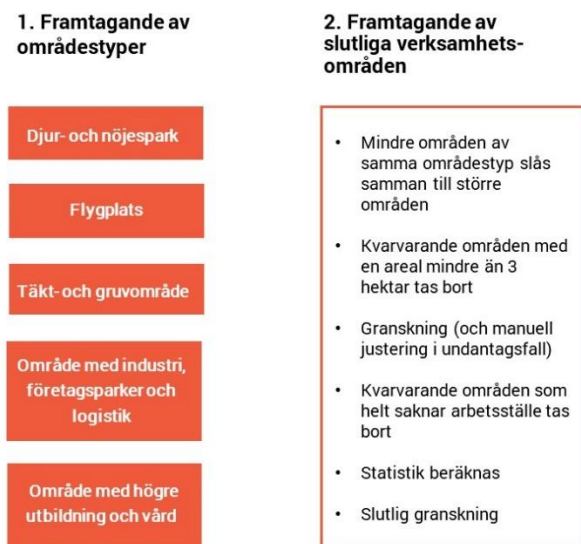 1. Framtagande av
områdestyper
Djur- och nöjespark
Flygplats
Täkt- och gruvområde
Område med industri,
företagsparker och
logistik
Område med högre
utbildning och vård
2. Framtagande av
slutliga verksamhets-
områden
• Mindre områden av
samma områdestyp slås
samman till större
områden
• Kvarvarande områden med
en areal mindre än 3
hektar tas bort
• Granskning (och manuell
justering i undantagsfall)
• Kvarvarande områden som
helt saknar arbetsställe tas
bort
• Statistik beräknas
• Slutlig granskning